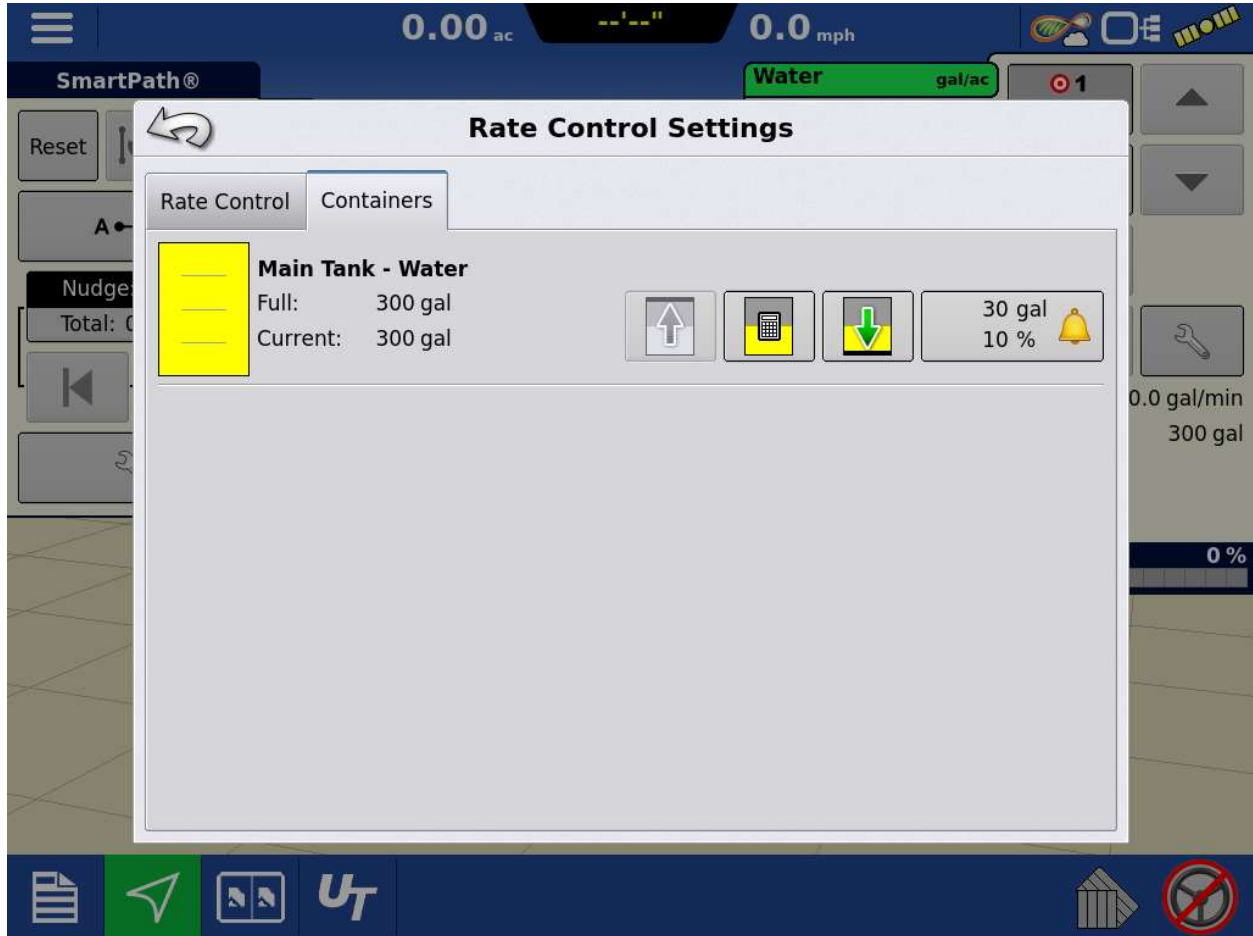 0.00 ac
--'--"
0.0 mph
SmartPath®
Water gal/ac
1
Rate Control Settings
Reset
Rate Control
Containers
A
Main Tank - Water
Full: 300 gal
Current: 300 gal
30 gal
10 %
Nudge:
Total:
0.0 gal/min
300 gal
0 %
UT